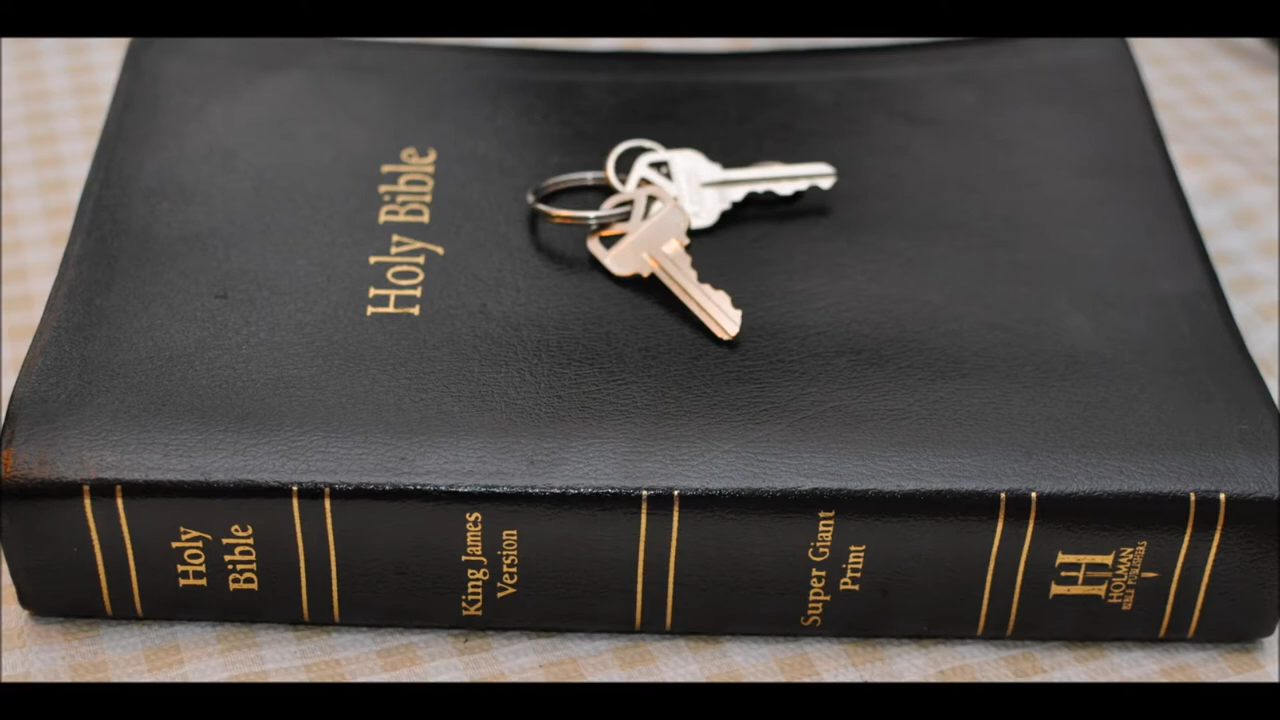 Holy Bible
Holy
Bible
King James
Version
Super Giant
Print
HOLMAN
BIBLE PUBLISHERS